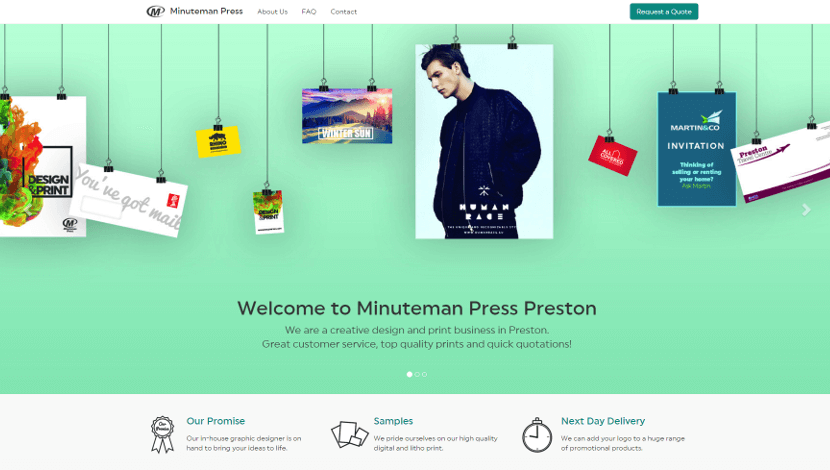 Minuteman Press
About Us
FAQ
Contact
Request a Quote
DESIGN
&PRINT
You've got mail
RHINO
DESIGN
&PRINT
WINTER SUN
HUMAN
RACE
ALL
COVERED
MARTIN&CO
INVITATION
Thinking of
selling or renting
your home?
Ask Martin
Preston
Welcome to Minuteman Press Preston
We are a creative design and print business in Preston.
Great customer service, top quality prints and quick quotations!
Our Promise
Our in-house graphic designer is on
hand to bring your ideas to life.
Samples
We pride ourselves on our high quality
digital and litho print.
Next Day Delivery
We can add your logo to a huge range
of promotional products.